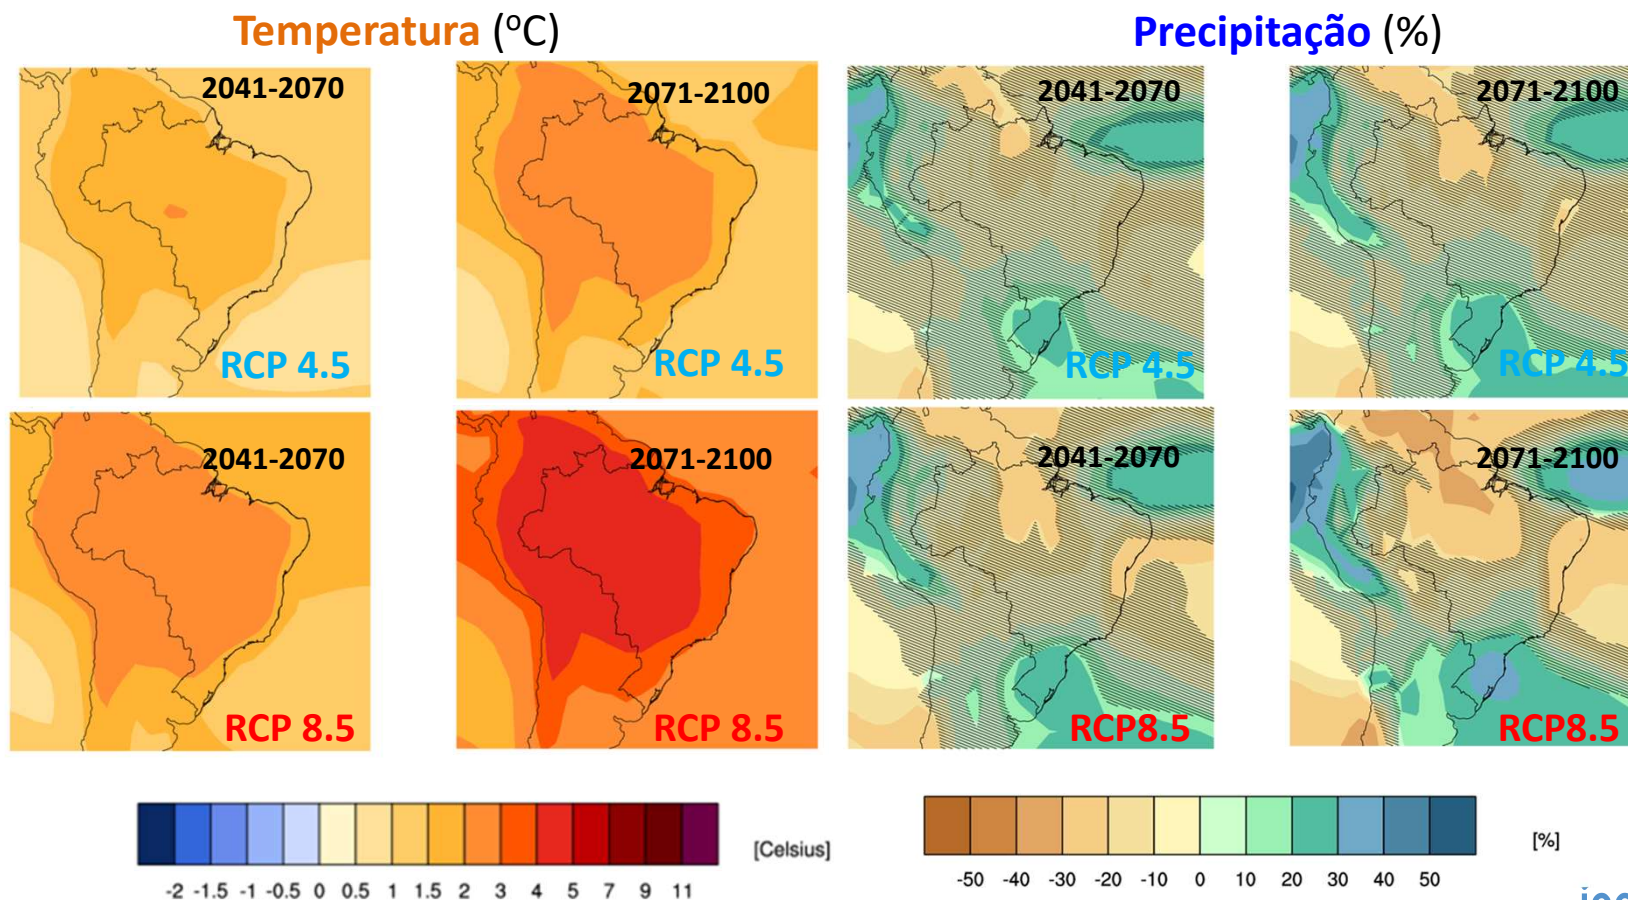 Temperatura (ºC)
Precipitação (%)
2041-2070
2071-2100
2041-2070
2071-2100
RCP 4.5
RCP 4.5
RCP 4.5
RCP 4.5
2041-2070
2071-2100
2041-2070
2071-2100
RCP 8.5
RCP 8.5
RCP8.5
RCP8.5
[Celsius]
-2 -1.5 -1 -0.5 0 0.5 1 1.5 2 3 4 5 7 9 11
[%]
-50 -40 -30 -20 -10 0 10 20 30 40 50